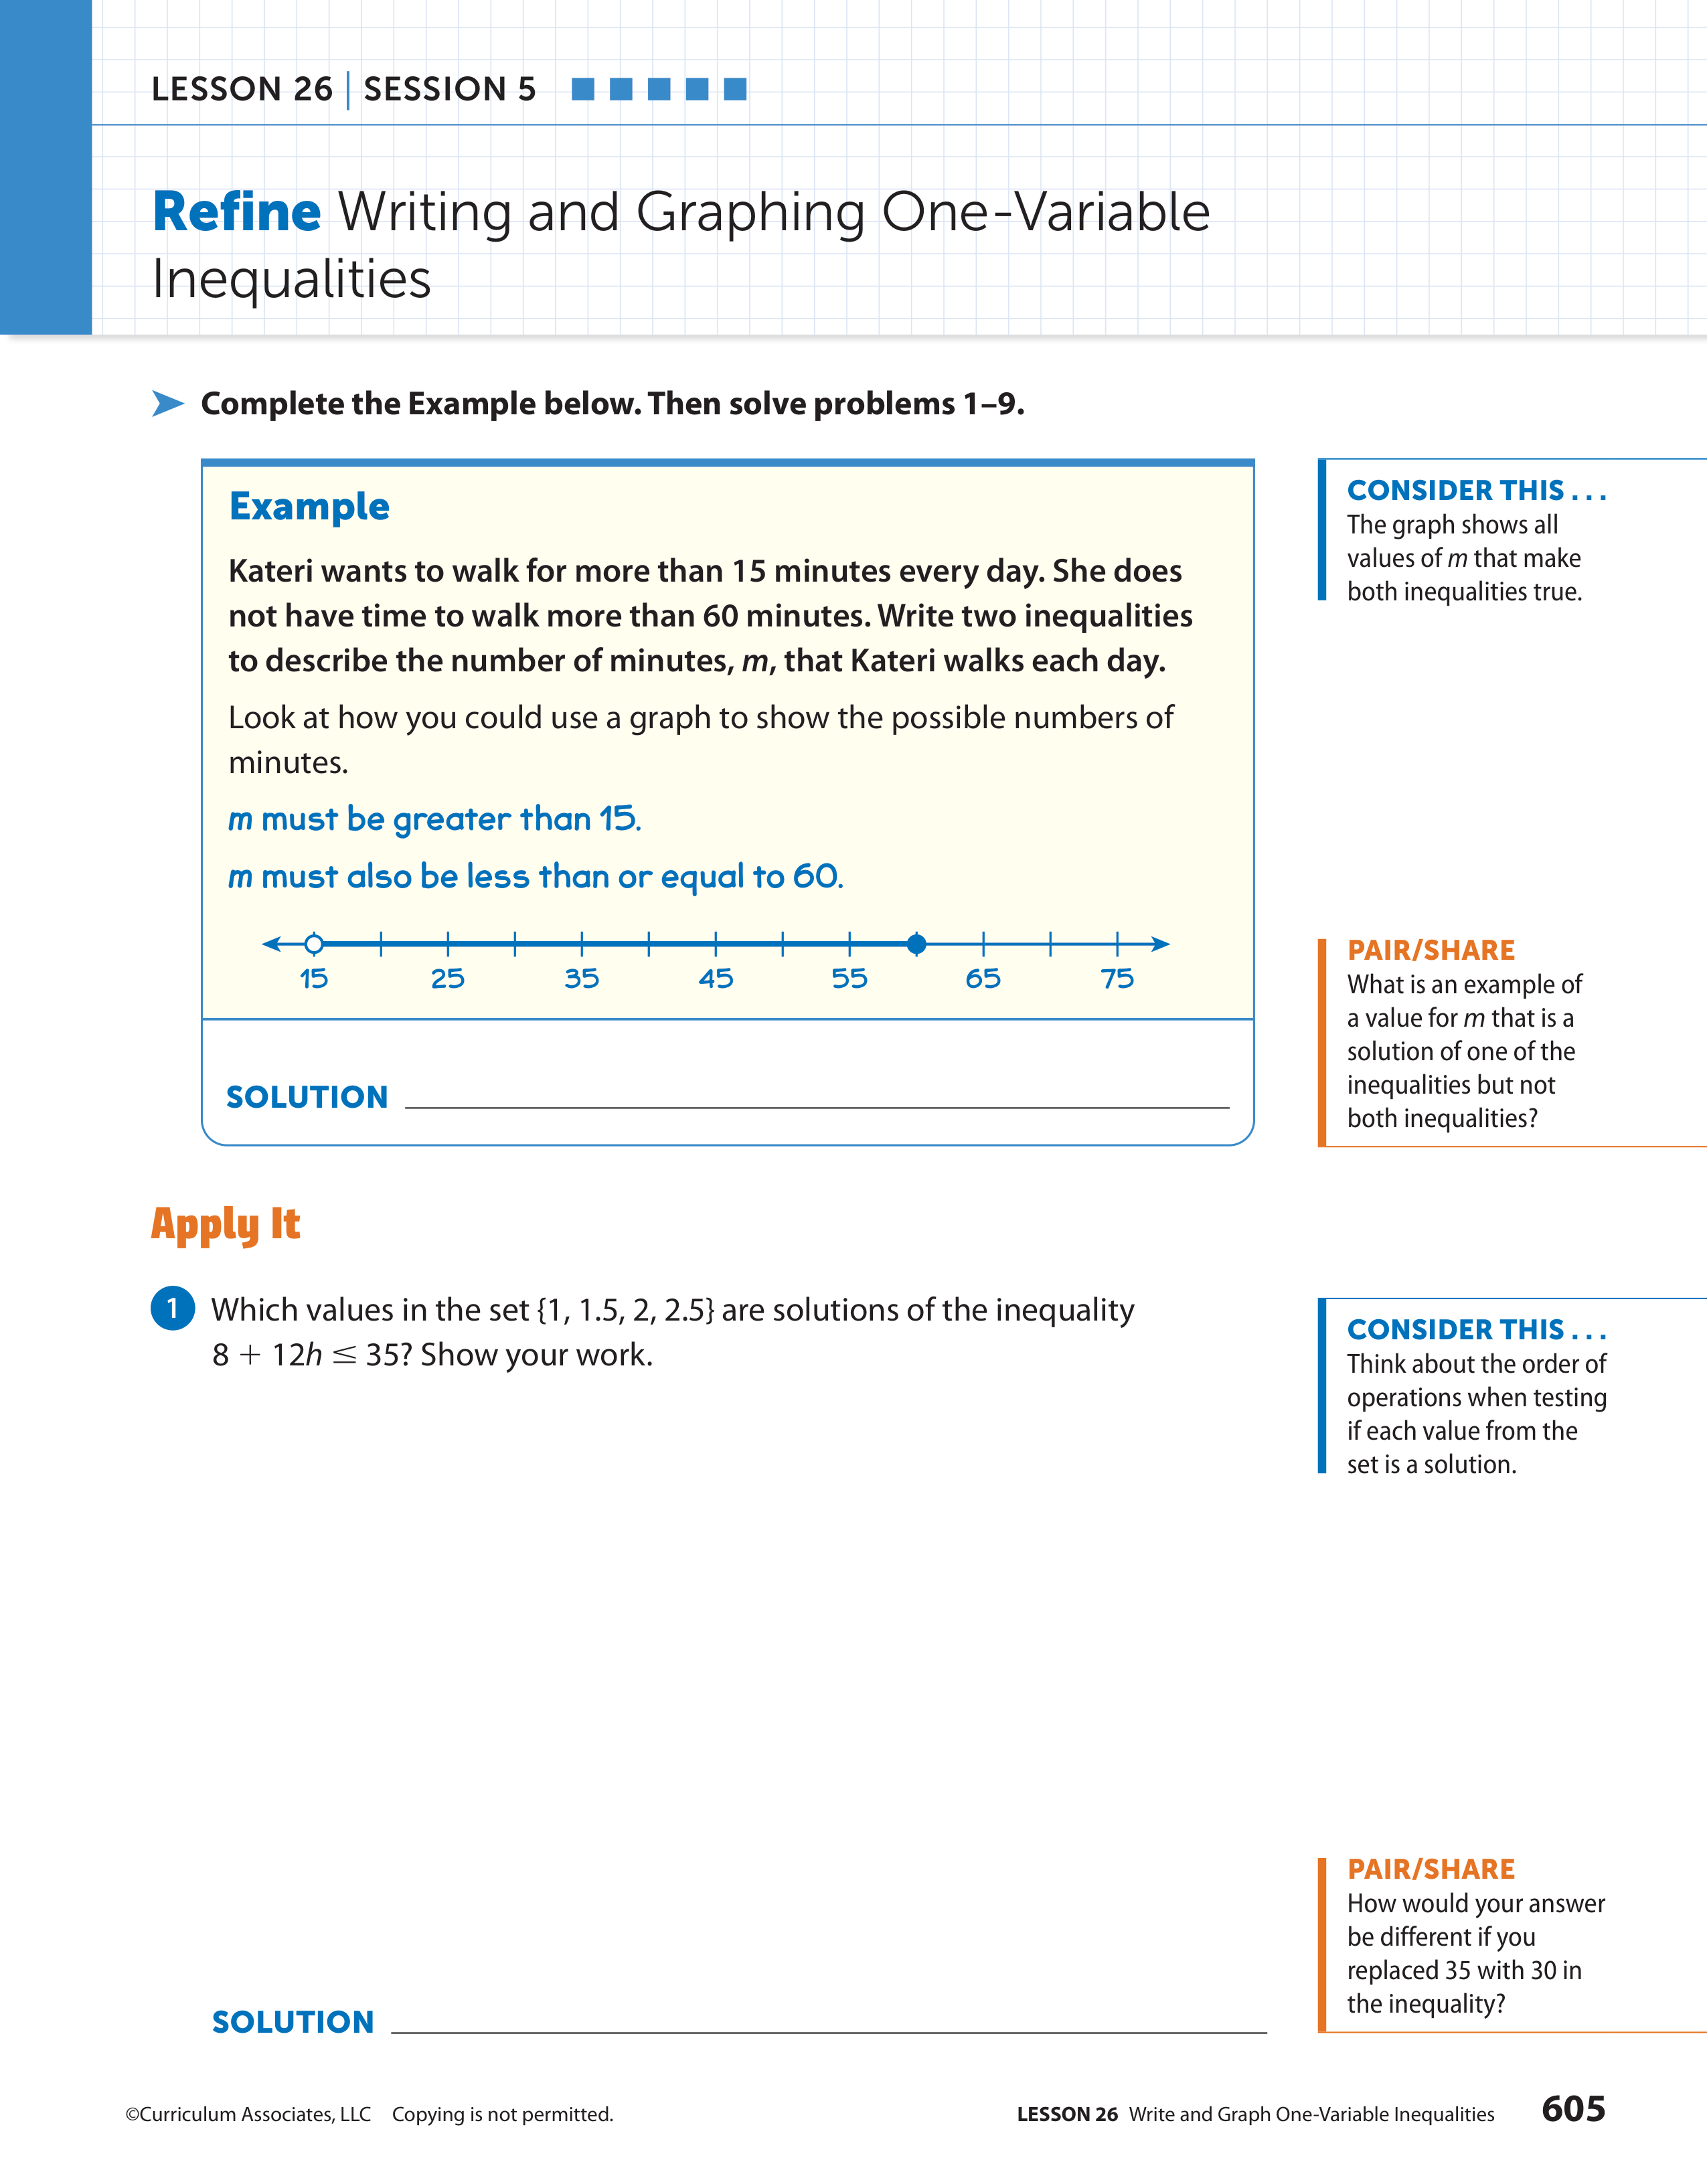 LESSON 26 | SESSION 5
Refine Writing and Graphing One-Variable
Inequalities
Complete the Example below. Then solve problems 1–9.
Example
Kateri wants to walk for more than 15 minutes every day. She does
not have time to walk more than 60 minutes. Write two inequalities
to describe the number of minutes, m, that Kateri walks each day.
Look at how you could use a graph to show the possible numbers of
minutes.
m must be greater than 15.
m must also be less than or equal to 60.
15 25 35 45 55 65 75
SOLUTION
CONSIDER THIS . . .
The graph shows all
values of m that make
both inequalities true.
PAIR/SHARE
What is an example of
a value for m that is a
solution of one of the
inequalities but not
both inequalities?
Apply It
1 Which values in the set {1, 1.5, 2, 2.5} are solutions of the inequality
8 + 12h ≤ 35? Show your work.
SOLUTION
CONSIDER THIS . . .
Think about the order of
operations when testing
if each value from the
set is a solution.
PAIR/SHARE
How would your answer
be different if you
replaced 35 with 30 in
the inequality?
©Curriculum Associates, LLC Copying is not permitted.
LESSON 26 Write and Graph One-Variable Inequalities 605